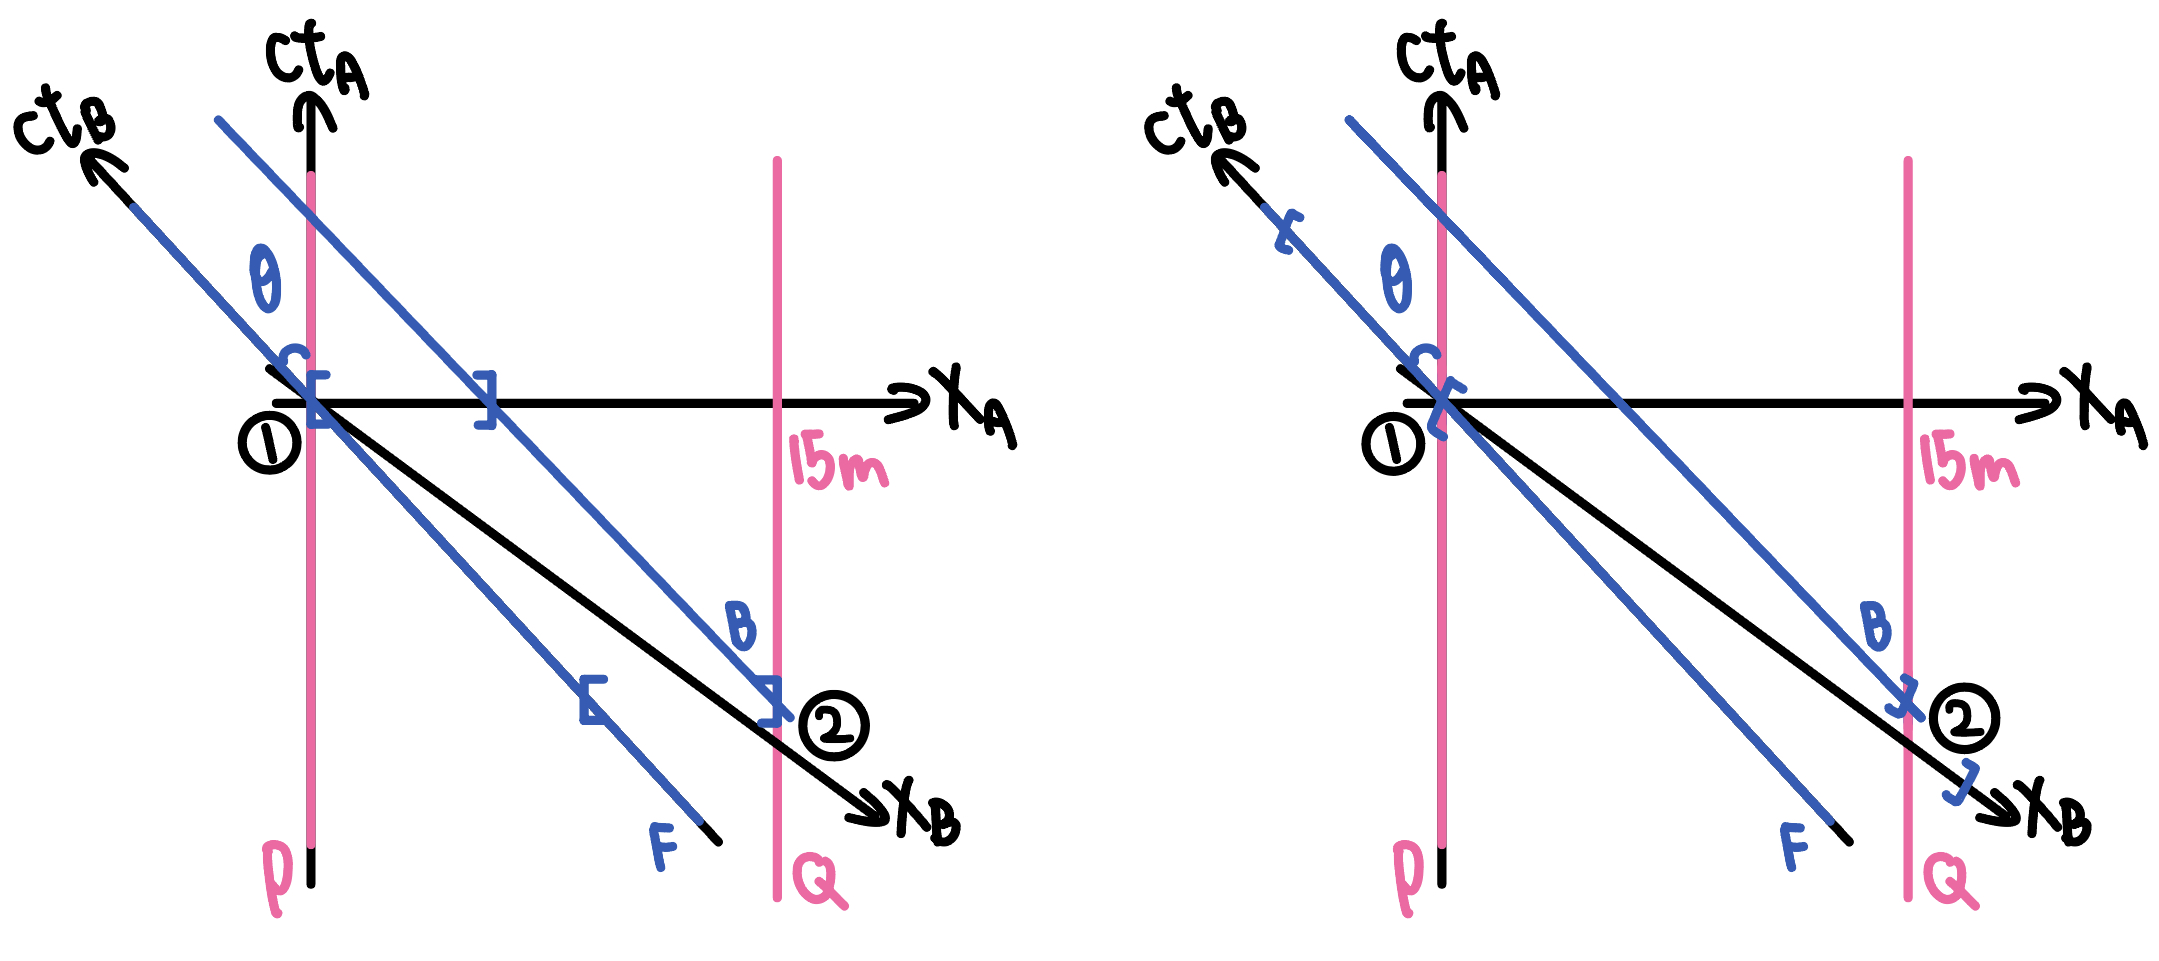 ctA
ctB
θ
XA
①
15m
B
②
XB
F
P
Q
ctA
ctB
θ
XA
①
15m
B
②
XB
F
P
Q